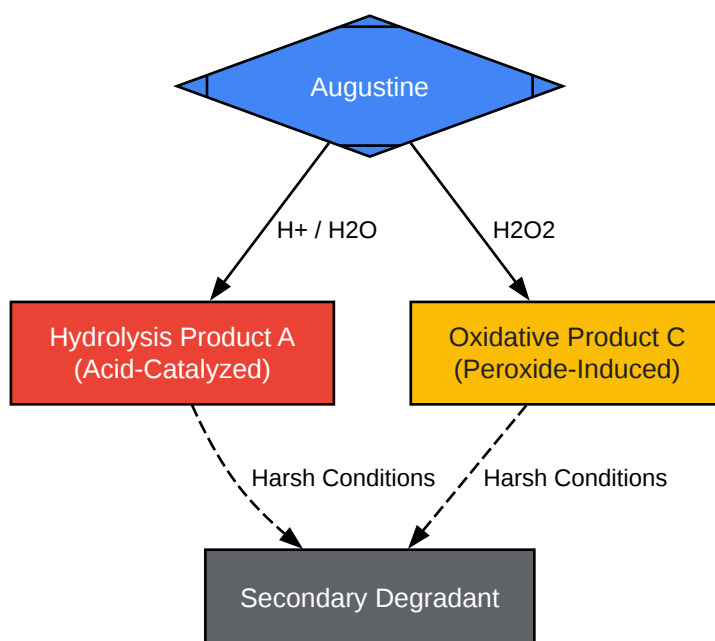 Augustine
H+ / H2O
H2O2
Hydrolysis Product A
(Acid-Catalyzed)
Oxidative Product C
(Peroxide-Induced)
Harsh Conditions
Harsh Conditions
Secondary Degradant